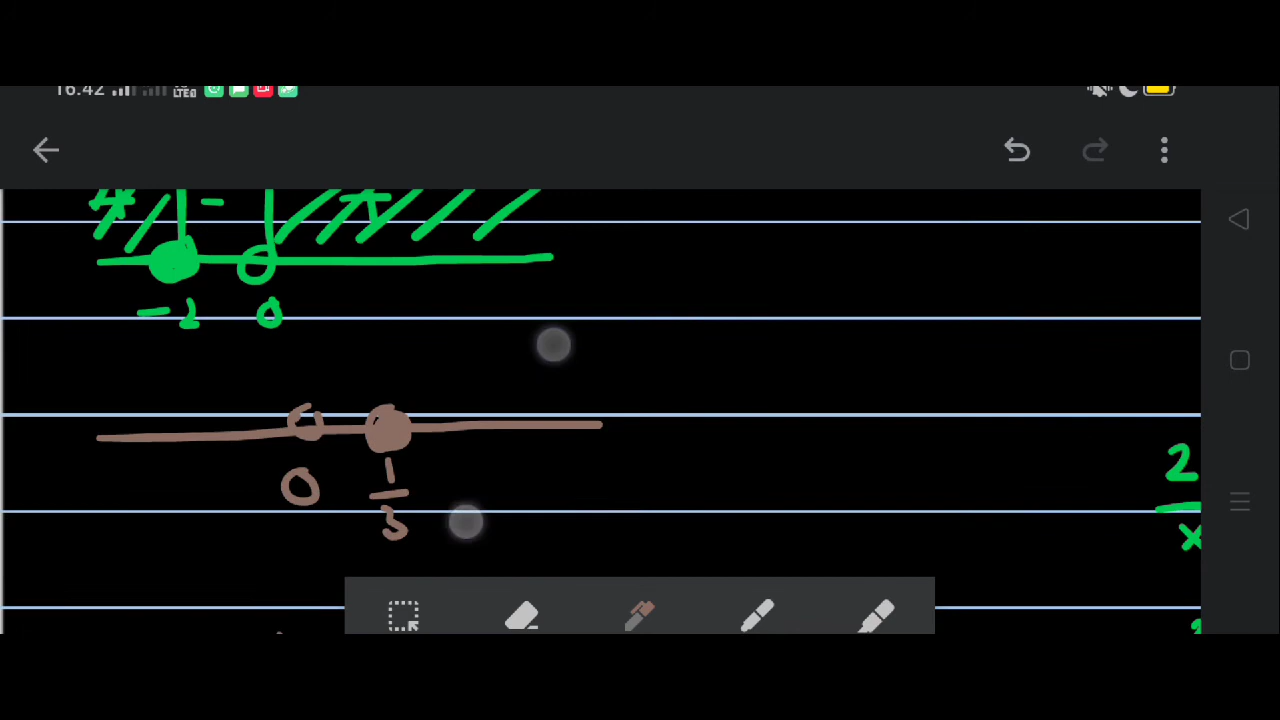 16.42
+ - +
-2 0
0 1/3
2
x